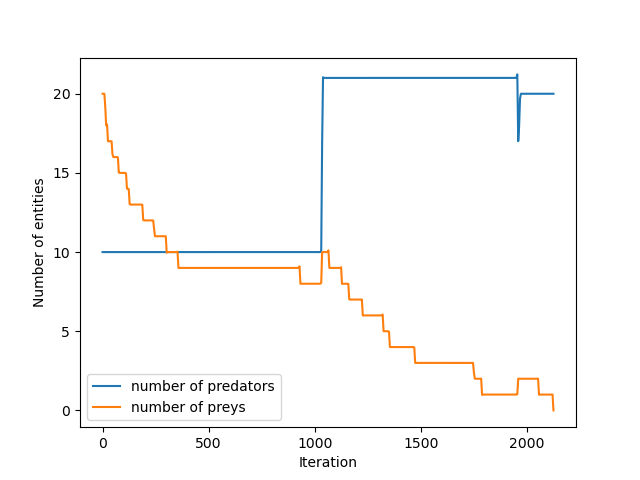 20
15
10
5
0
Number of entities
number of predators
number of preys
0
500
1000
1500
2000
Iteration